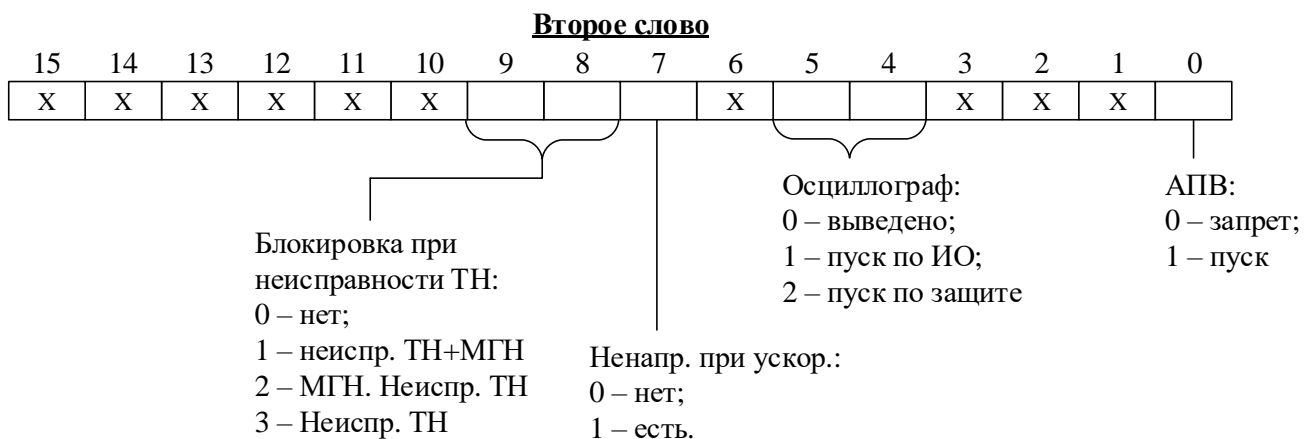 Второе слово
15 14 13 12 11 10 9 8 7 6 5 4 3 2 1 0
X X X X X X X X X X
Осциллограф:
0 – выведено;
1 – пуск по ИО;
2 – пуск по защите
АПВ:
0 – запрет;
1 – пуск
Блокировка при
неисправности ТН:
0 – нет;
1 – неиспр. ТН+МГН
2 – МГН. Неиспр. ТН
3 – Неиспр. ТН
Ненапр. при ускор.:
0 – нет;
1 – есть.